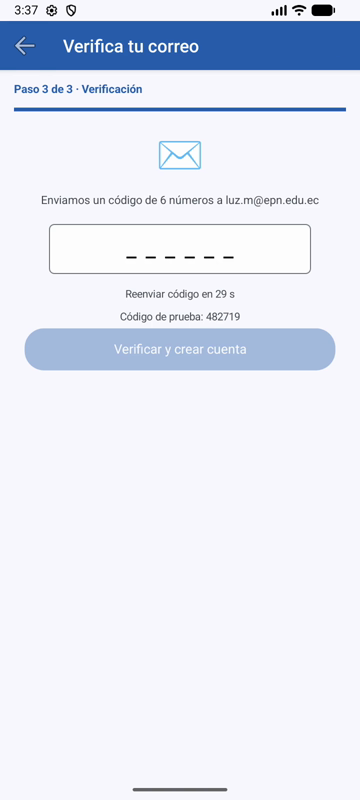 3:37
Verifica tu correo
Paso 3 de 3 · Verificación
Enviamos un código de 6 números a luz.m@epn.edu.ec
_ _ _ _ _ _
Reenviar código en 29 s
Código de prueba: 482719
Verificar y crear cuenta